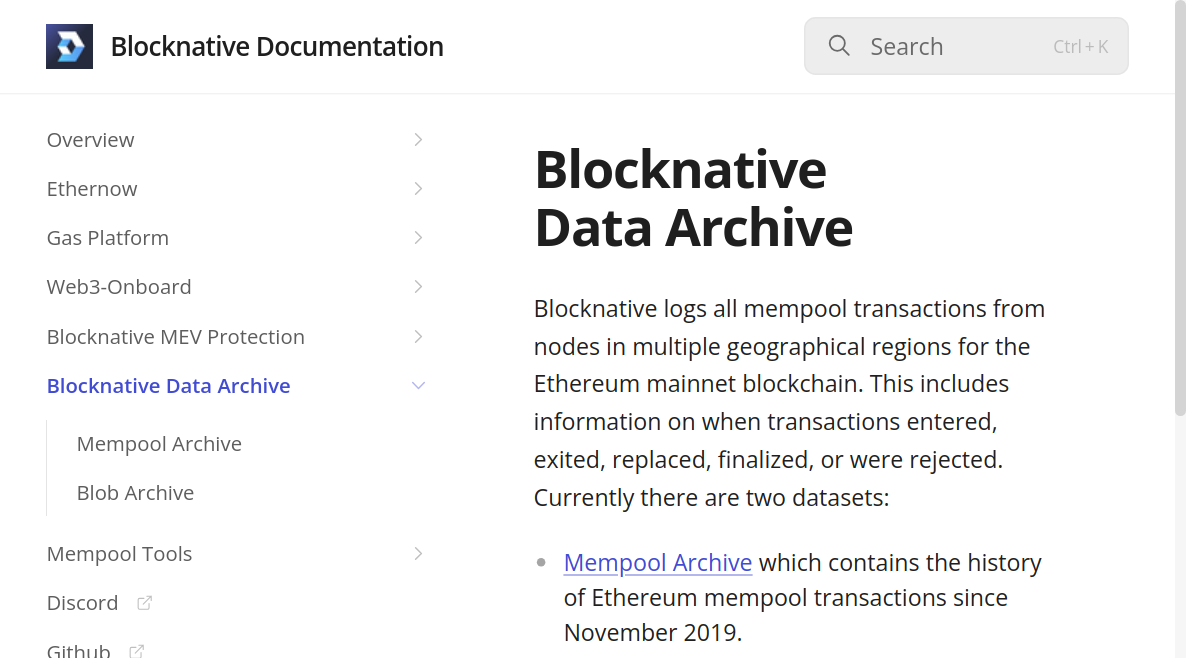 Blocknative Documentation
Search
Ctrl + K
Overview
Ethernow
Gas Platform
Web3-Onboard
Blocknative MEV Protection
Blocknative Data Archive
Mempool Archive
Blob Archive
Mempool Tools
Discord
Github
Blocknative
Data Archive
Blocknative logs all mempool transactions from
nodes in multiple geographical regions for the
Ethereum mainnet blockchain. This includes
information on when transactions entered,
exited, replaced, finalized, or were rejected.
Currently there are two datasets:
Mempool Archive which contains the history
of Ethereum mempool transactions since
November 2019.